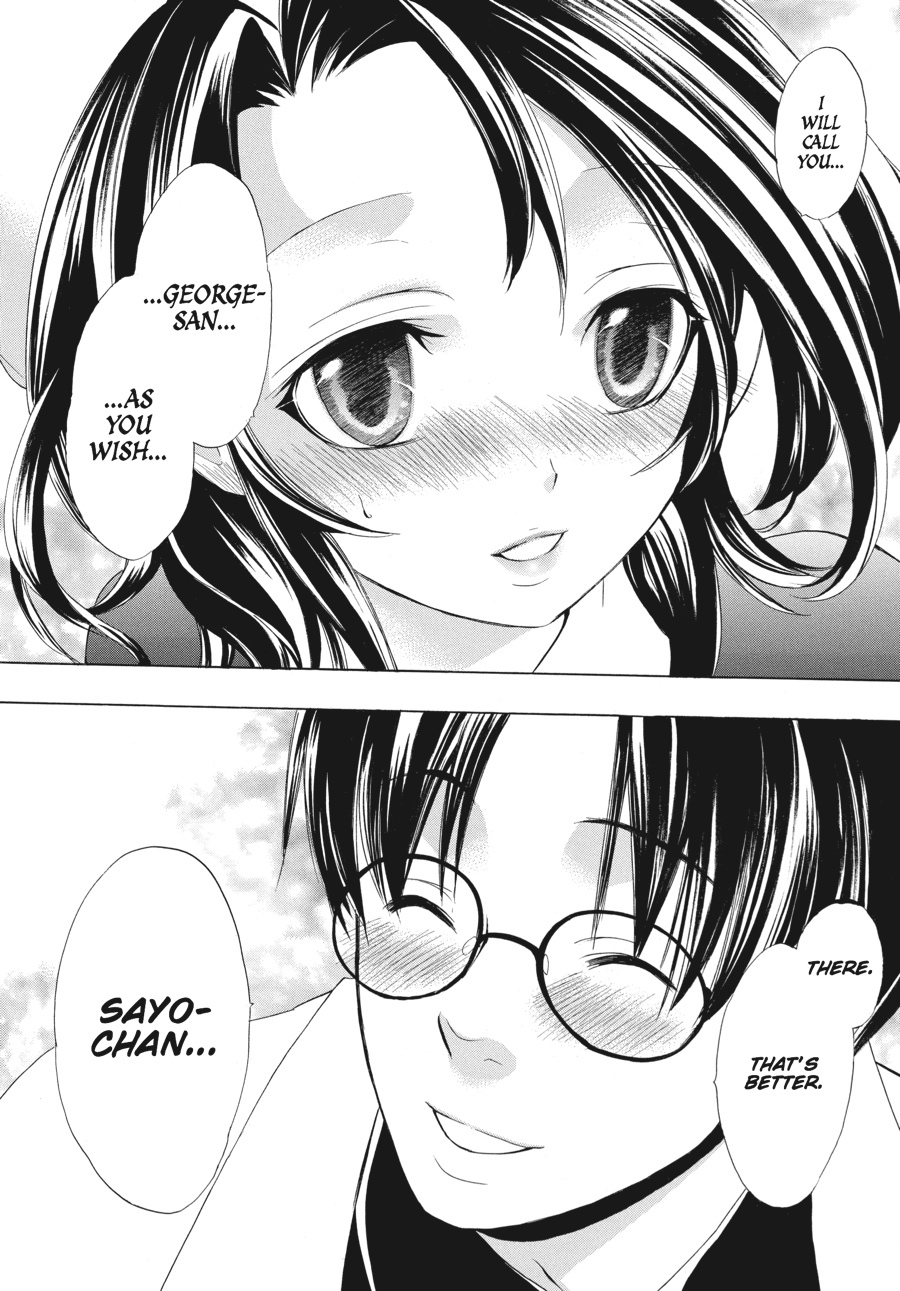 I
WILL
CALL
YOU...
...GEORGE-
SAN...
...AS
YOU
WISH...
THERE.
THAT'S
BETTER.
SAYO-
CHAN...